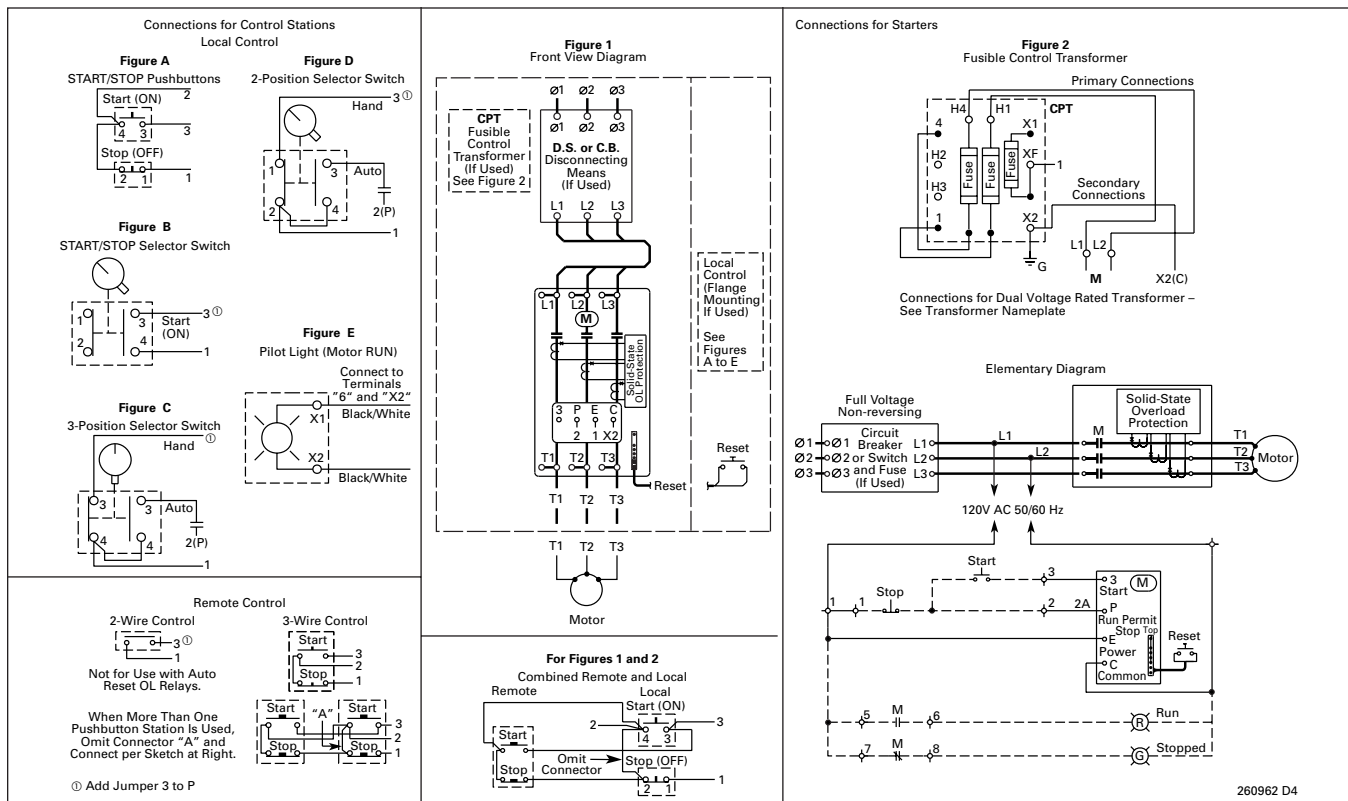 Connections for Control Stations
Local Control
Figure A
START/STOP Pushbuttons
Start (ON)
2
4 3
3
Stop (OFF)
2 1
1
Figure D
2-Position Selector Switch
3 ①
Hand
1
3
Auto
2
4
2(P)
1
Figure B
START/STOP Selector Switch
1
3
3 ①
Start
(ON)
2
4
1
Figure E
Pilot Light (Motor RUN)
Connect to
Terminals
"6" and "X2"
X1
Black/White
X2
Black/White
Figure C
3-Position Selector Switch
①
Hand
3
3
Auto
2(P)
4
4
1
Remote Control
2-Wire Control
3 ①
1
Not for Use with Auto
Reset OL Relays.
3-Wire Control
Start
3
2
Stop
1
When More Than One
Pushbutton Station Is Used,
Omit Connector "A" and
Connect per Sketch at Right.
Start
"A"
Start
3
2
Stop
Stop
1
① Add Jumper 3 to P
Figure 1
Front View Diagram
Ø1 Ø2 Ø3
Ø1 Ø2 Ø3
CPT
Fusible
Control
Transformer
(If Used)
See Figure 2
D.S. or C.B.
Disconnecting
Means
(If Used)
L1 L2 L3
Local
Control
(Flange
Mounting
If Used)
See
Figures
A to E
L1 L2 L3
M
Solid-State
OL Protection
3 P E C
2 1 X2
T1 T2 T3
Reset
Reset
T1 T2 T3
T1 T2 T3
Motor
For Figures 1 and 2
Combined Remote and Local
Remote
Local
Start (ON)
2
3
4 3
Start
Omit
Connector
Stop (OFF)
Stop
2 1
1
Connections for Starters
Figure 2
Fusible Control Transformer
Primary Connections
H4 H1
CPT
4
X1
H2
XF
1
Fuse
Fuse
Fuse
H3
Secondary
Connections
1
X2
G
L1 L2
M
X2(C)
Connections for Dual Voltage Rated Transformer –
See Transformer Nameplate
Elementary Diagram
Full Voltage
Non-reversing
Solid-State
Overload
Protection
Ø1 Ø1 Circuit L1
Ø2 Ø2 Breaker or Switch L2
Ø3 Ø3 and Fuse L3
(If Used)
L1
L2
M
T1
T2
T3
Motor
120V AC 50/60 Hz
Start
3
3
M
Start
Stop
1
1
2
2A
P
Run Permit
Stop Top
Reset
E
Power
C
Common
5 M 6
R
Run
7 M 8
G
Stopped
260962 D4